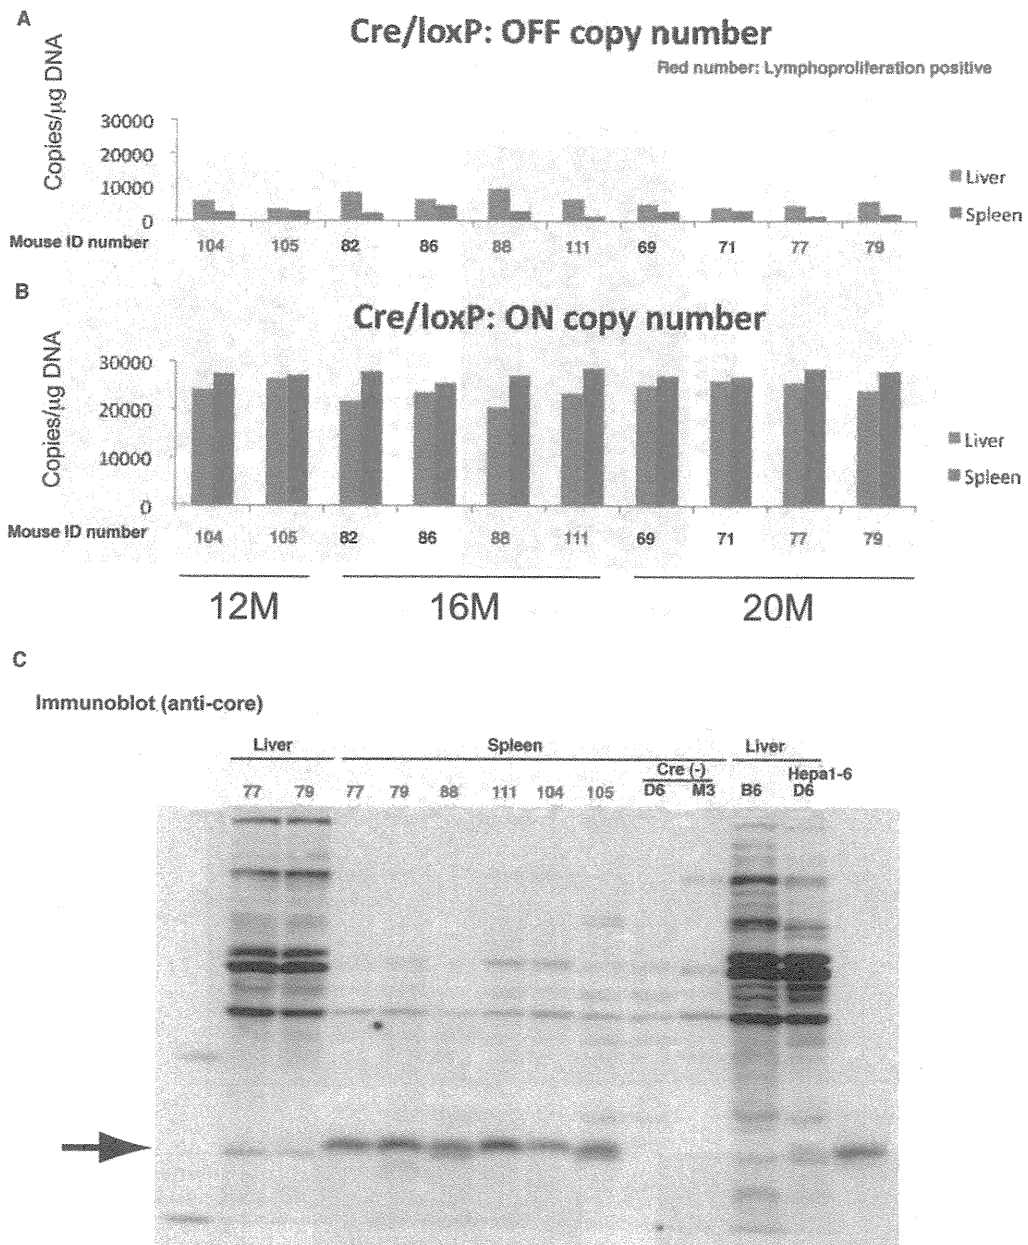 A
Cre/loxP: OFF copy number
Red number: Lymphoproliferation positive
Copies/µg DNA
30000
20000
10000
0
Liver
Spleen
Mouse ID number 104 105 82 86 88 111 69 71 77 79
B
Cre/loxP: ON copy number
Copies/µg DNA
30000
20000
10000
0
Liver
Spleen
Mouse ID number 104 105 82 86 88 111 69 71 77 79
12M 16M 20M
C
Immunoblot (anti-core)
Liver Spleen Liver
Cre (-) Hepa1-6
77 79 77 79 88 111 104 105 D6 M3 B6 D6